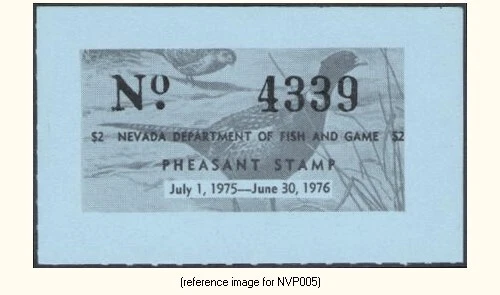 Nº. 4339
$2 NEVADA DEPARTMENT OF FISH AND GAME $2
PHEASANT STAMP
July 1, 1975—June 30, 1976
(reference image for NVP005)